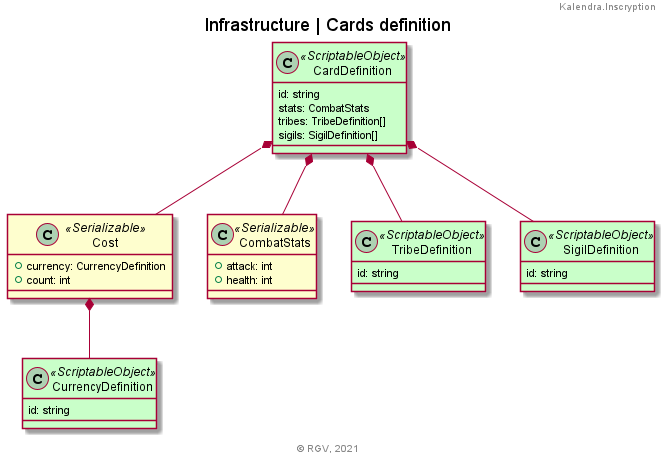 Kalendra.Inscryption
Infrastructure | Cards definition
C «ScriptableObject»
CardDefinition
id: string
stats: CombatStats
tribes: TribeDefinition[]
sigils: SigilDefinition[]
C «Serializable»
Cost
currency: CurrencyDefinition
count: int
C «Serializable»
CombatStats
attack: int
health: int
C «ScriptableObject»
TribeDefinition
id: string
C «ScriptableObject»
SigilDefinition
id: string
C «ScriptableObject»
CurrencyDefinition
id: string
© RGV, 2021